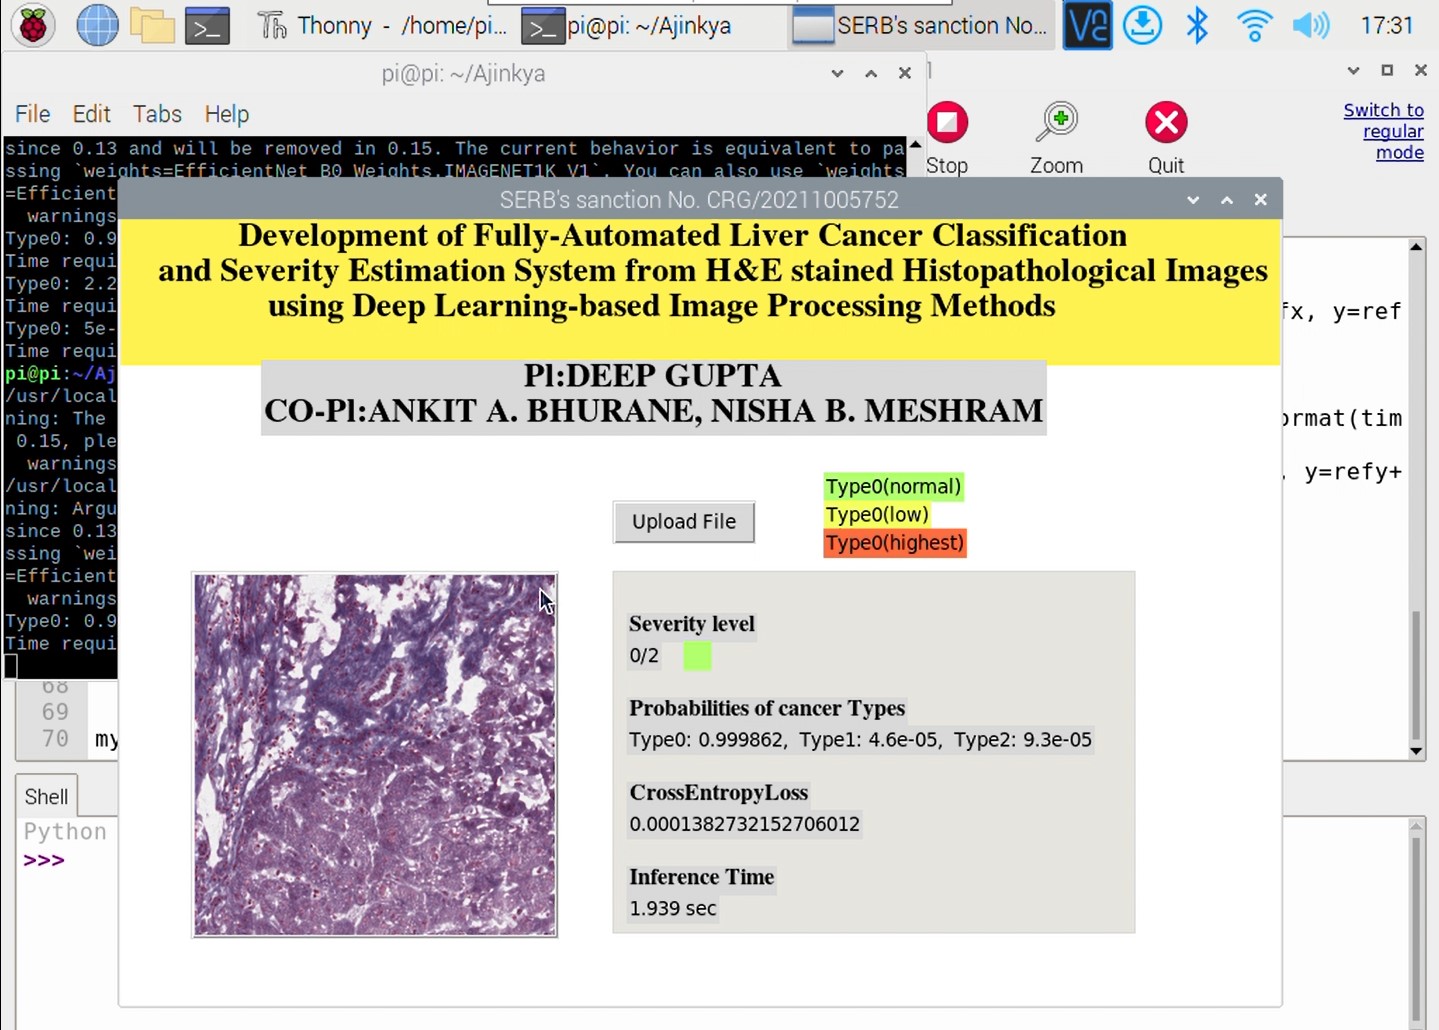 Thonny - /home/pi...
pi@pi: ~/Ajinkya
SERB's sanction No...
17:31
pi@pi: ~/Ajinkya
File Edit Tabs Help
since 0.13 and will be removed in 0.15. The current behavior is equivalent to pa
ssing `weights=EfficientNet_B0_Weights.IMAGENET1K_V1`. You can also use `weights
=Efficient
warnings
Type0: 0.9
Time requi
Type0: 2.2
Time requi
Type0: 5e-
Time requi
pi@pi:~/Aj
/usr/local
ning: The
0.15, ple
warnings
/usr/local
ning: Argu
since 0.13
ssing `wei
=Efficient
warnings
Type0: 0.9
Time requi
Stop
Zoom
Quit
Switch to
regular
mode
SERB's sanction No. CRG/20211005752
Development of Fully-Automated Liver Cancer Classification
and Severity Estimation System from H&E stained Histopathological Images
using Deep Learning-based Image Processing Methods
Pl:DEEP GUPTA
CO-Pl:ANKIT A. BHURANE, NISHA B. MESHRAM
Upload File
Type0(normal)
Type0(low)
Type0(highest)
Severity level
0/2
Probabilities of cancer Types
Type0: 0.999862, Type1: 4.6e-05, Type2: 9.3e-05
CrossEntropyLoss
0.0001382732152706012
Inference Time
1.939 sec
fx, y=ref
ormat(tim
, y=refy+
68
69
70 my
Shell
Python
>>>